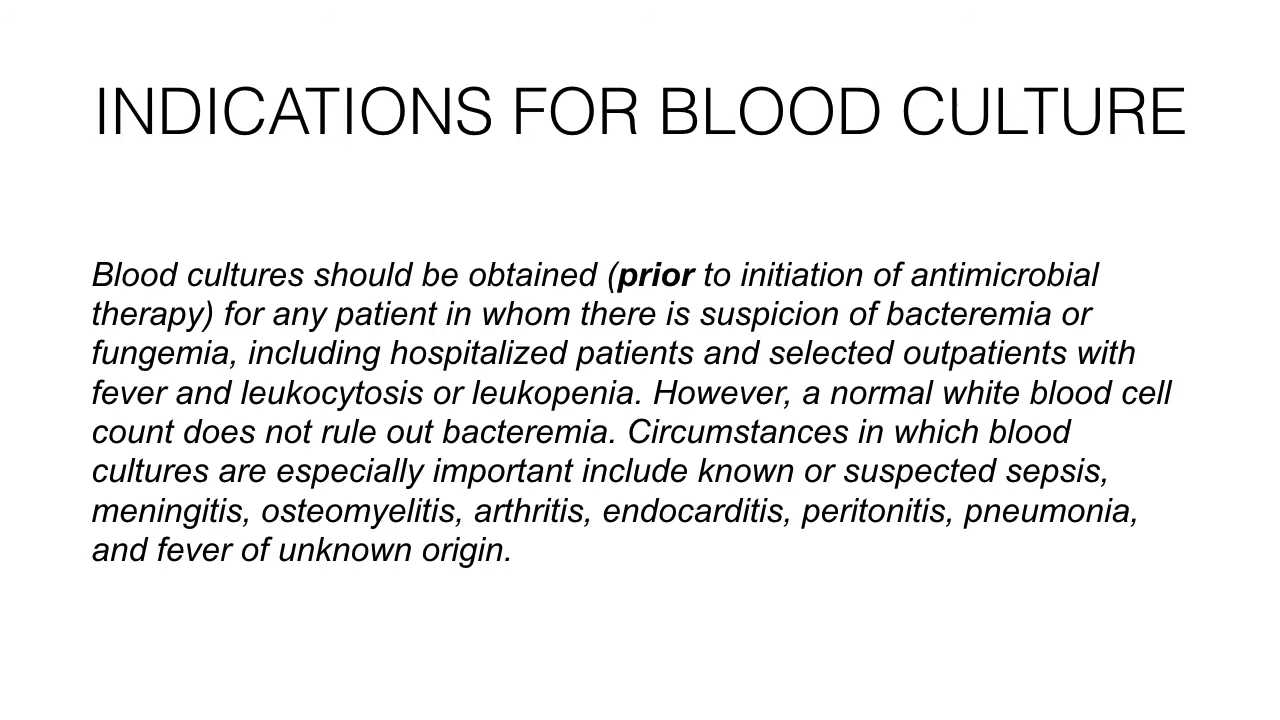 INDICATIONS FOR BLOOD CULTURE
Blood cultures should be obtained (prior to initiation of antimicrobial
therapy) for any patient in whom there is suspicion of bacteremia or
fungemia, including hospitalized patients and selected outpatients with
fever and leukocytosis or leukopenia. However, a normal white blood cell
count does not rule out bacteremia. Circumstances in which blood
cultures are especially important include known or suspected sepsis,
meningitis, osteomyelitis, arthritis, endocarditis, peritonitis, pneumonia,
and fever of unknown origin.